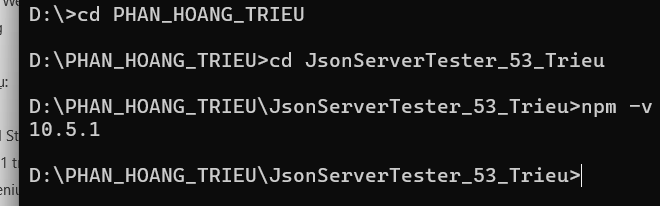 D:\>cd PHAN_HOANG_TRIEU
D:\PHAN_HOANG_TRIEU>cd JsonServerTester_53_Trieu
D:\PHAN_HOANG_TRIEU\JsonServerTester_53_Trieu>npm -v
10.5.1
D:\PHAN_HOANG_TRIEU\JsonServerTester_53_Trieu>